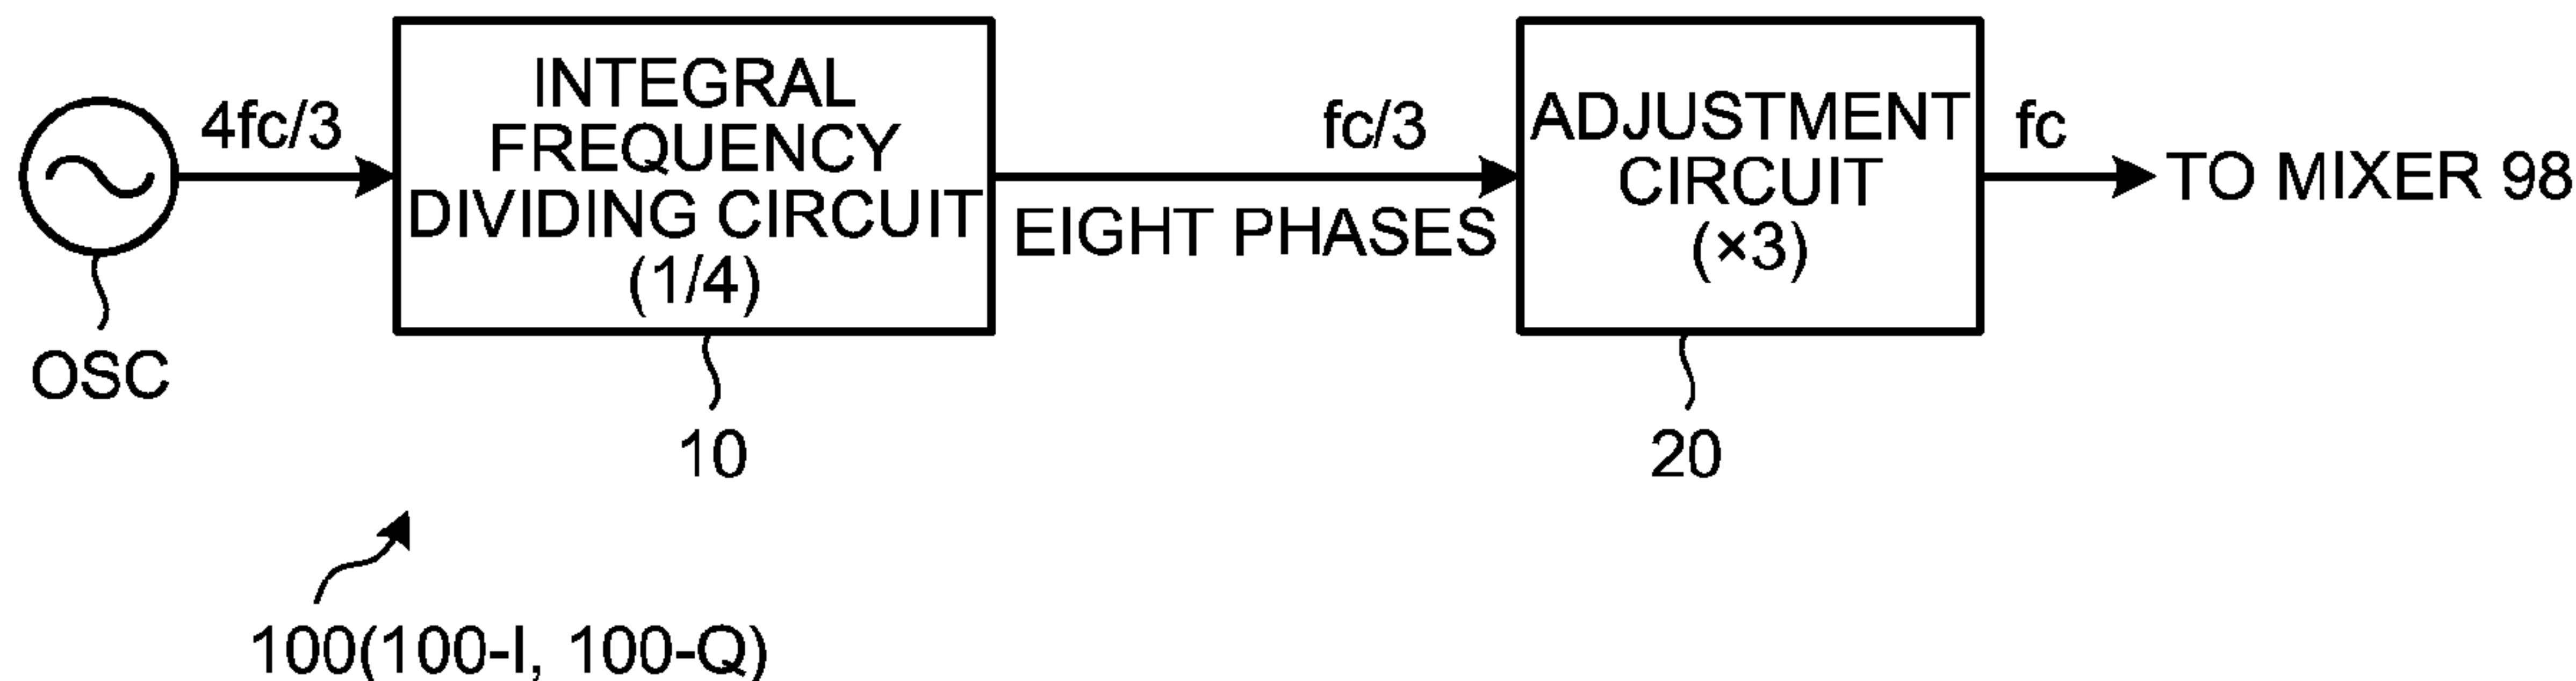 4fc/3
OSC
INTEGRAL
FREQUENCY
DIVIDING CIRCUIT
(1/4)
10
fc/3
EIGHT PHASES
ADJUSTMENT
CIRCUIT
(×3)
20
fc
TO MIXER 98
100(100-I, 100-Q)